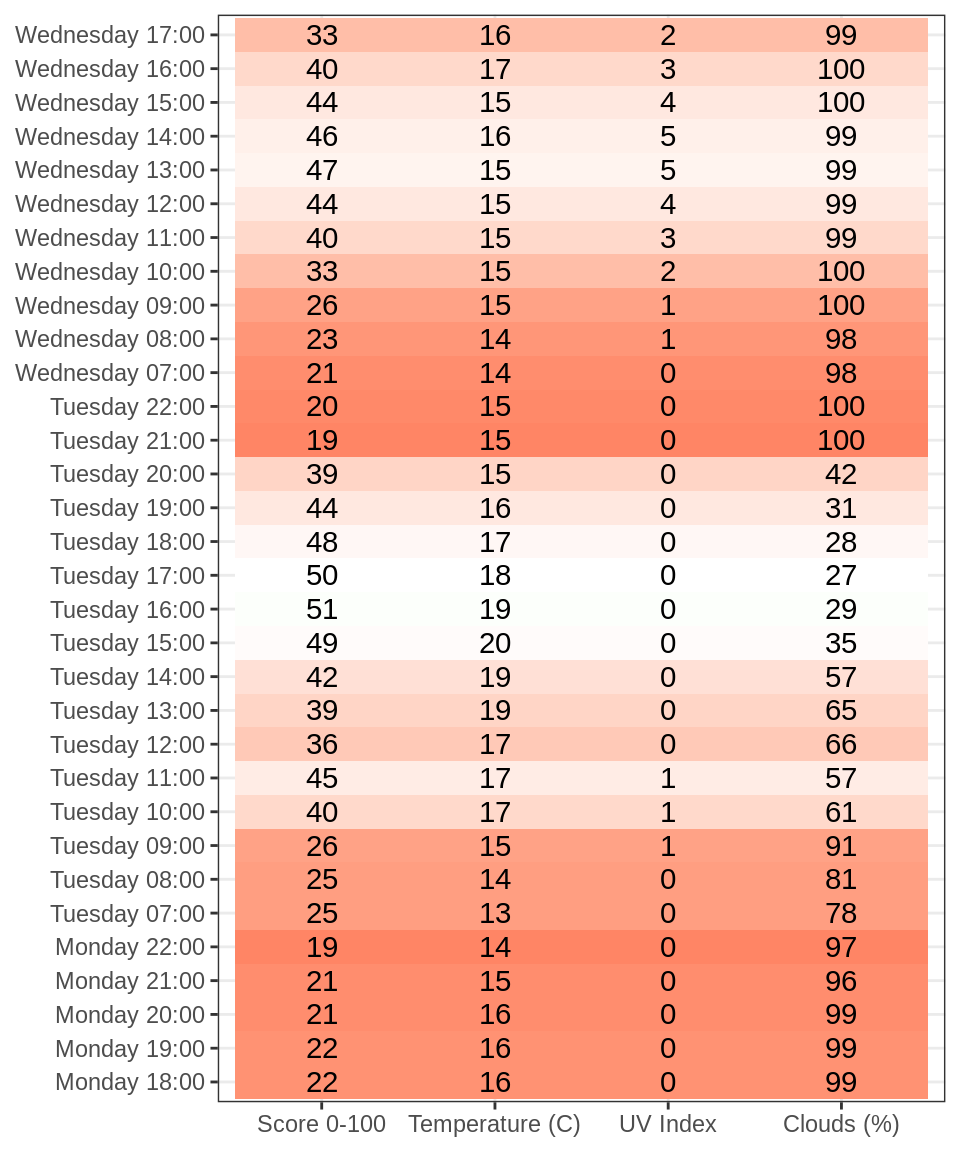 Wednesday 17:00 33 16 2 99
Wednesday 16:00 40 17 3 100
Wednesday 15:00 44 15 4 100
Wednesday 14:00 46 16 5 99
Wednesday 13:00 47 15 5 99
Wednesday 12:00 44 15 4 99
Wednesday 11:00 40 15 3 99
Wednesday 10:00 33 15 2 100
Wednesday 09:00 26 15 1 100
Wednesday 08:00 23 14 1 98
Wednesday 07:00 21 14 0 98
Tuesday 22:00 20 15 0 100
Tuesday 21:00 19 15 0 100
Tuesday 20:00 39 15 0 42
Tuesday 19:00 44 16 0 31
Tuesday 18:00 48 17 0 28
Tuesday 17:00 50 18 0 27
Tuesday 16:00 51 19 0 29
Tuesday 15:00 49 20 0 35
Tuesday 14:00 42 19 0 57
Tuesday 13:00 39 19 0 65
Tuesday 12:00 36 17 0 66
Tuesday 11:00 45 17 1 57
Tuesday 10:00 40 17 1 61
Tuesday 09:00 26 15 1 91
Tuesday 08:00 25 14 0 81
Tuesday 07:00 25 13 0 78
Monday 22:00 19 14 0 97
Monday 21:00 21 15 0 96
Monday 20:00 21 16 0 99
Monday 19:00 22 16 0 99
Monday 18:00 22 16 0 99
Score 0-100 Temperature (C) UV Index Clouds (%)